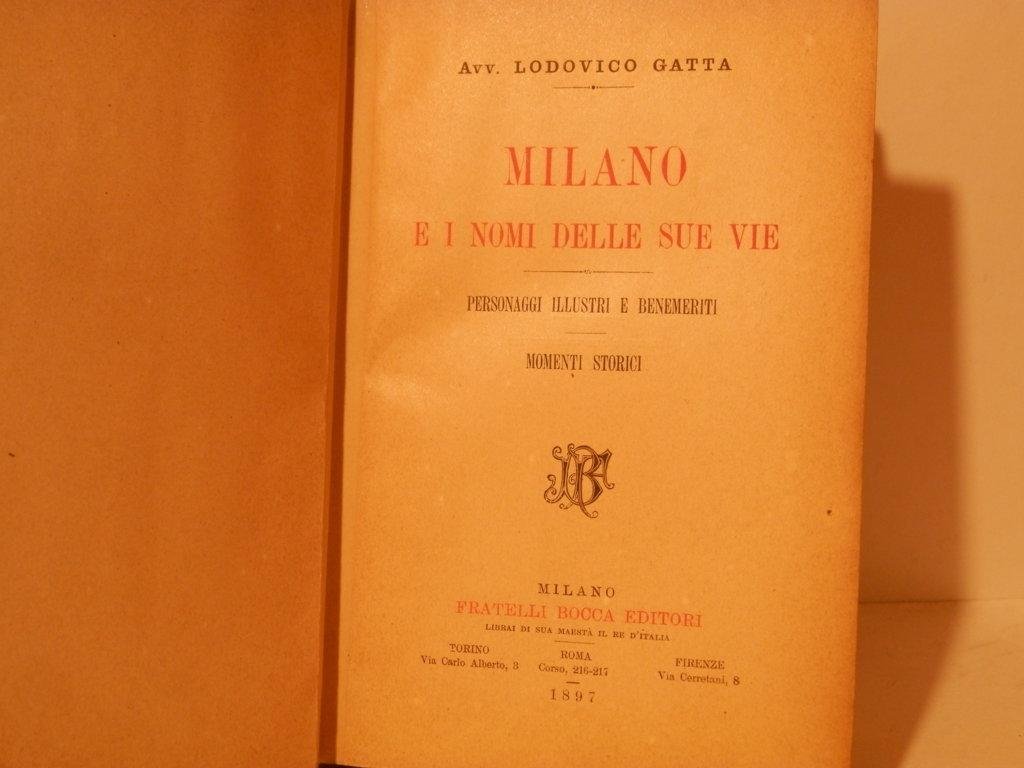 Avv. LODOVICO GATTA
MILANO
E I NOMI DELLE SUE VIE
PERSONAGGI ILLUSTRI E BENEMERITI
MOMENTI STORICI
MILANO
FRATELLI BOCCA EDITORI
LIBRAI DI SUA MAESTÀ IL RE D'ITALIA
TORINO ROMA FIRENZE
Via Carlo Alberto, 3 Corso, 216-217 Via Cerretani, 8
1897